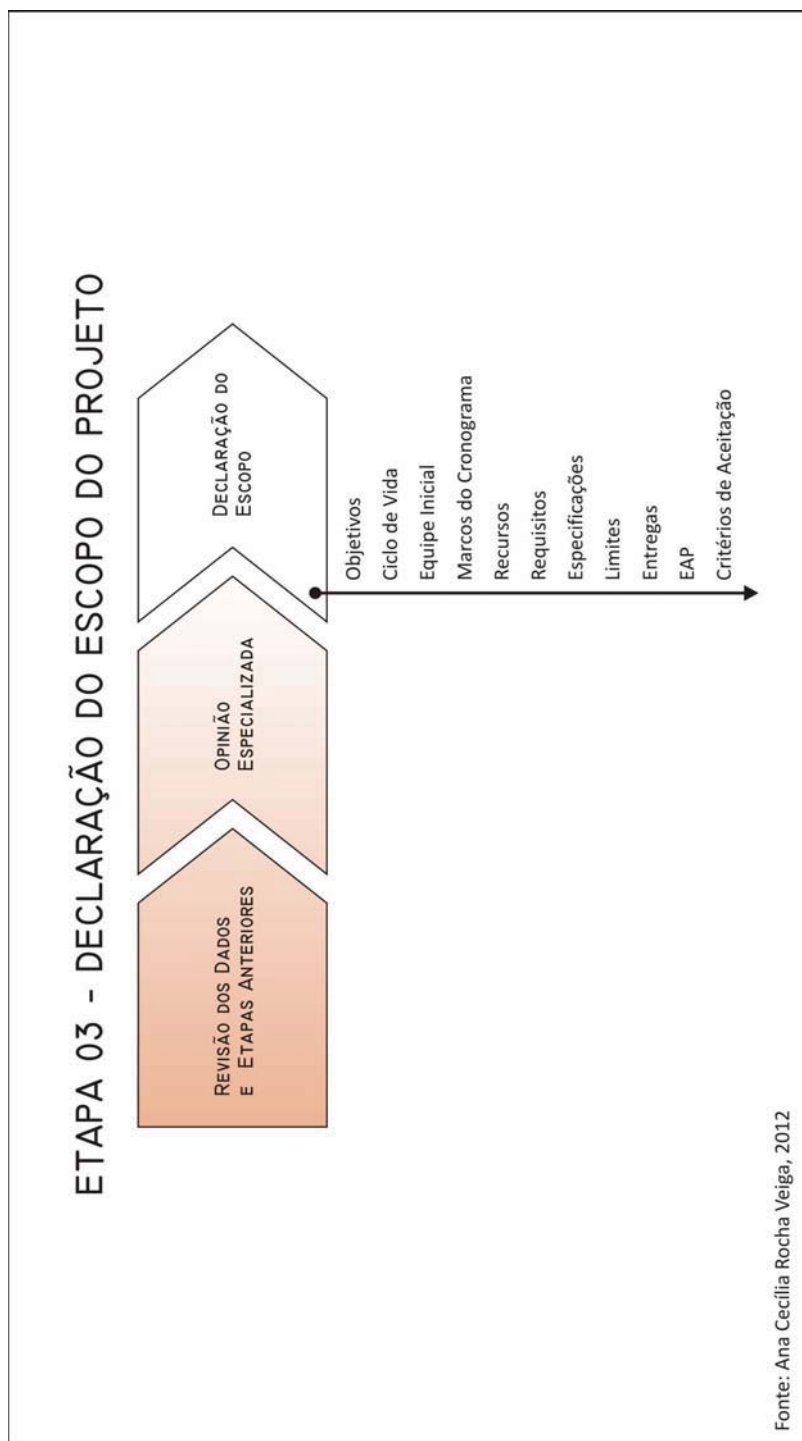 ETAPA 03 - DECLARAÇÃO DO ESCOPO DO PROJETO
REVISÃO DOS DADOS
E ETAPAS ANTERIORES
OPINIÃO
ESPECIALIZADA
DECLARAÇÃO DO
ESCOPO
Objetivos
Ciclo de Vida
Equipe Inicial
Marcos do Cronograma
Recursos
Requisitos
Especificações
Limites
Entregas
EAP
Critérios de Aceitação
Fonte: Ana Cecília Rocha Veiga, 2012